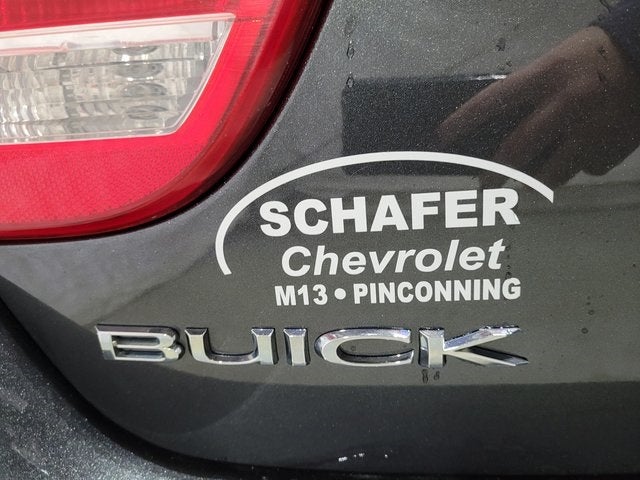 SCHAFER
Chevrolet
M13 • PINCONNING
BUICK